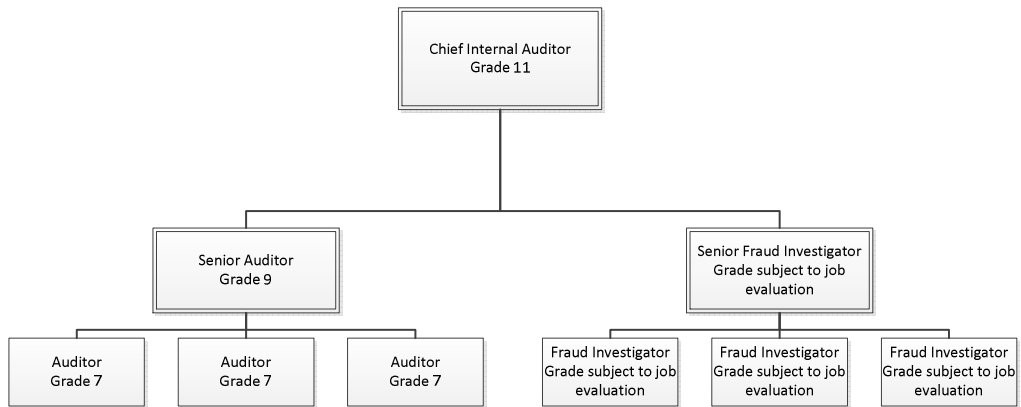 Chief Internal Auditor
Grade 11
Senior Auditor
Grade 9
Senior Fraud Investigator
Grade subject to job
evaluation
Auditor
Grade 7
Auditor
Grade 7
Auditor
Grade 7
Fraud Investigator
Grade subject to job
evaluation
Fraud Investigator
Grade subject to job
evaluation
Fraud Investigator
Grade subject to job
evaluation